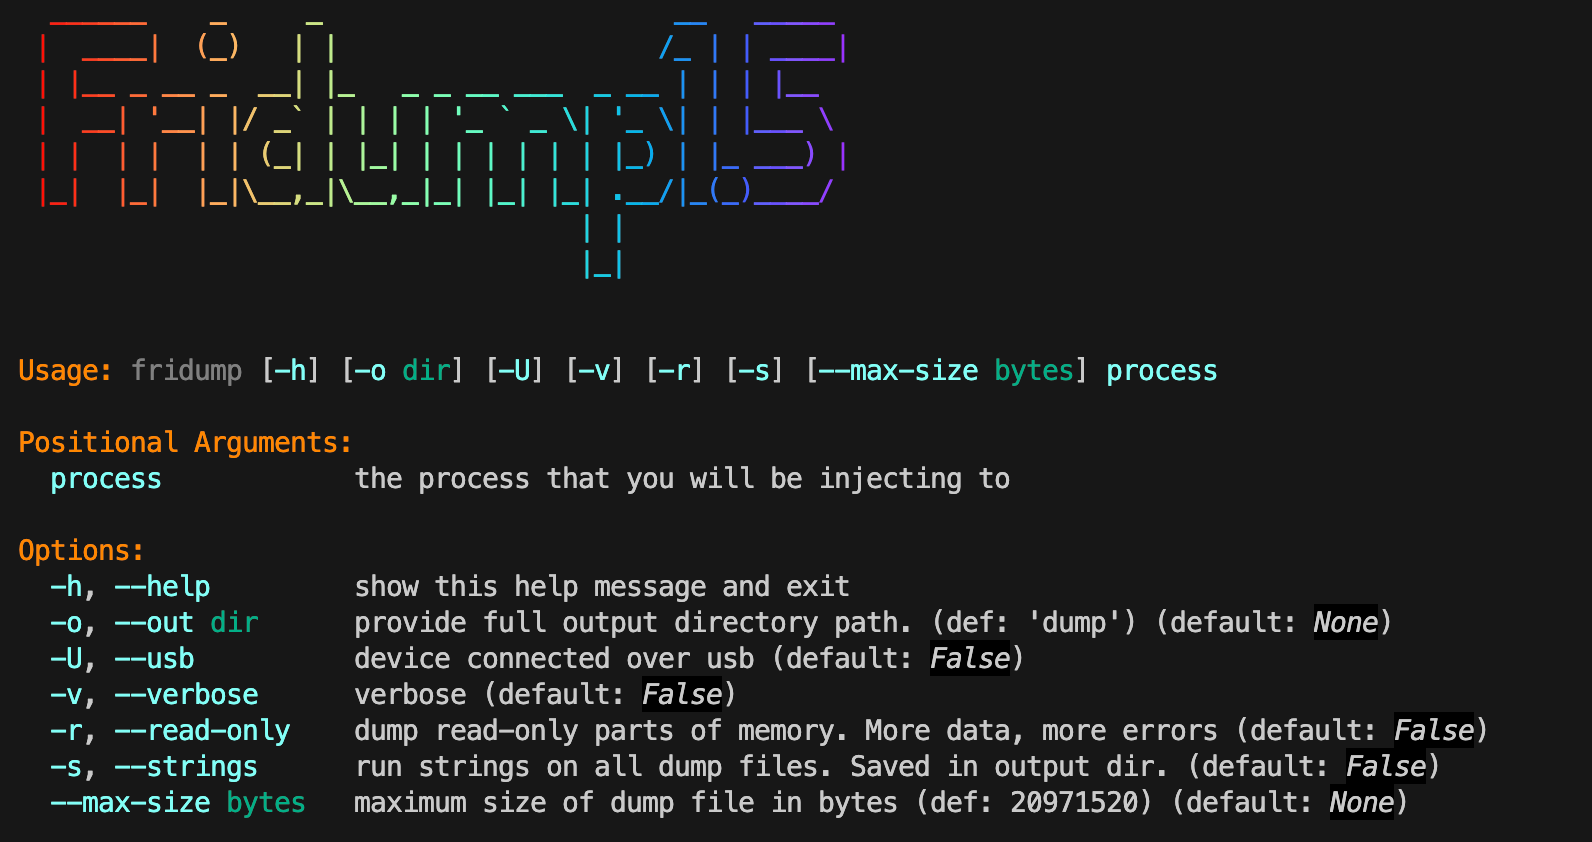 Fridump1.5
Usage: fridump [-h] [-o dir] [-U] [-v] [-r] [-s] [--max-size bytes] process
Positional Arguments:
process the process that you will be injecting to
Options:
-h, --help show this help message and exit
-o, --out dir provide full output directory path. (def: 'dump') (default: None)
-U, --usb device connected over usb (default: False)
-v, --verbose verbose (default: False)
-r, --read-only dump read-only parts of memory. More data, more errors (default: False)
-s, --strings run strings on all dump files. Saved in output dir. (default: False)
--max-size bytes maximum size of dump file in bytes (def: 20971520) (default: None)